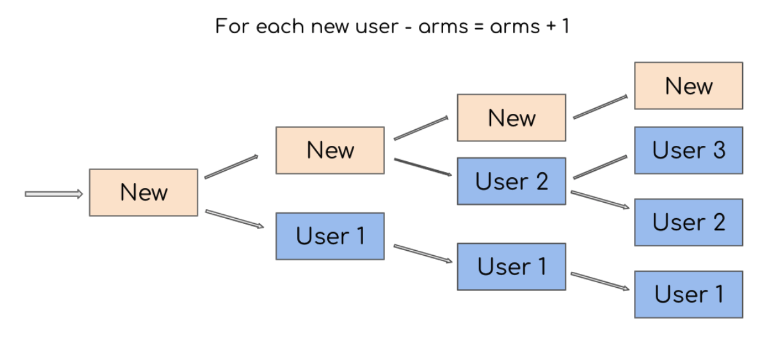 For each new user - arms = arms + 1
New
New
User 1
New
User 2
User 1
New
User 3
User 2
User 1